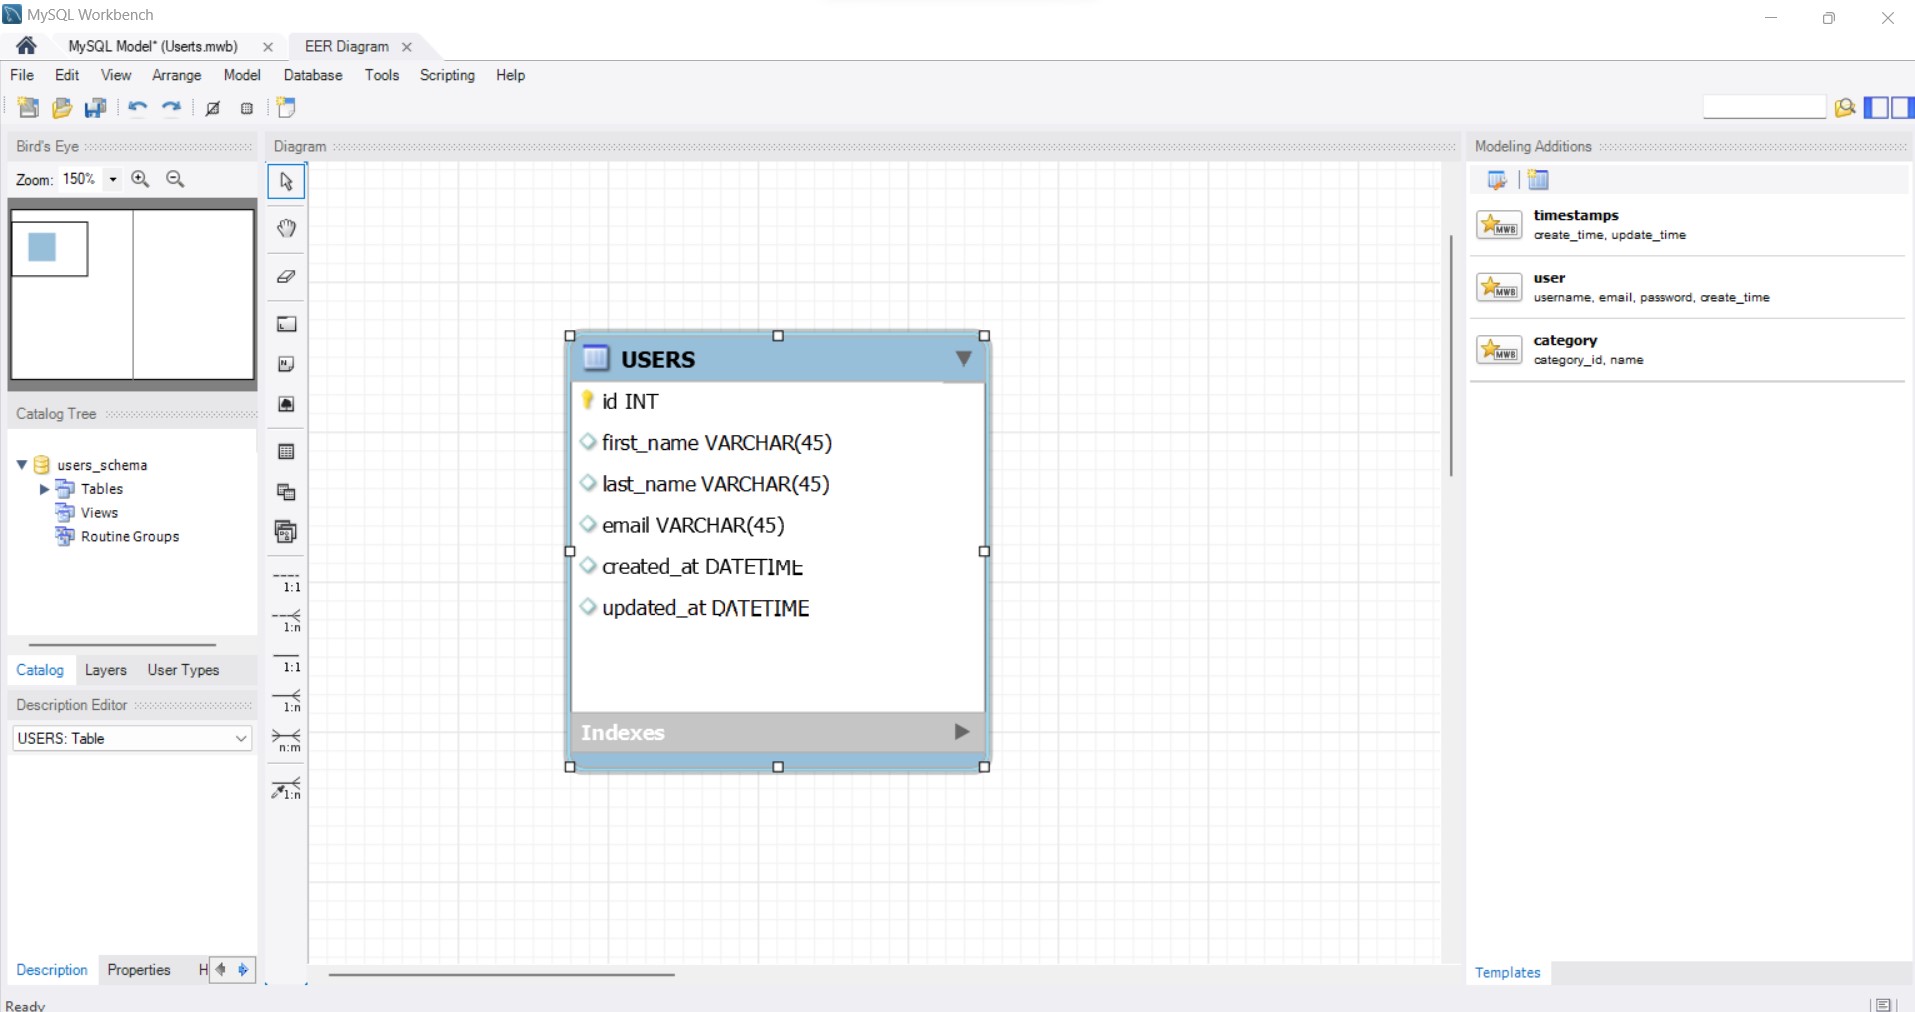 MySQL Workbench
MySQL Model* (Userts.mwb)
EER Diagram
File Edit View Arrange Model Database Tools Scripting Help
Bird's Eye
Zoom: 150%
Catalog Tree
users_schema
Tables
Views
Routine Groups
Catalog Layers User Types
Description Editor
USERS: Table
Description Properties H
Ready
Diagram
1:1
1:n
1:1
1:n
n:m
1:n
USERS
id INT
first_name VARCHAR(45)
last_name VARCHAR(45)
email VARCHAR(45)
created_at DATETIME
updated_at DATETIME
Indexes
Modeling Additions
MWB
timestamps
create_time, update_time
MWB
user
username, email, password, create_time
MWB
category
category_id, name
Templates